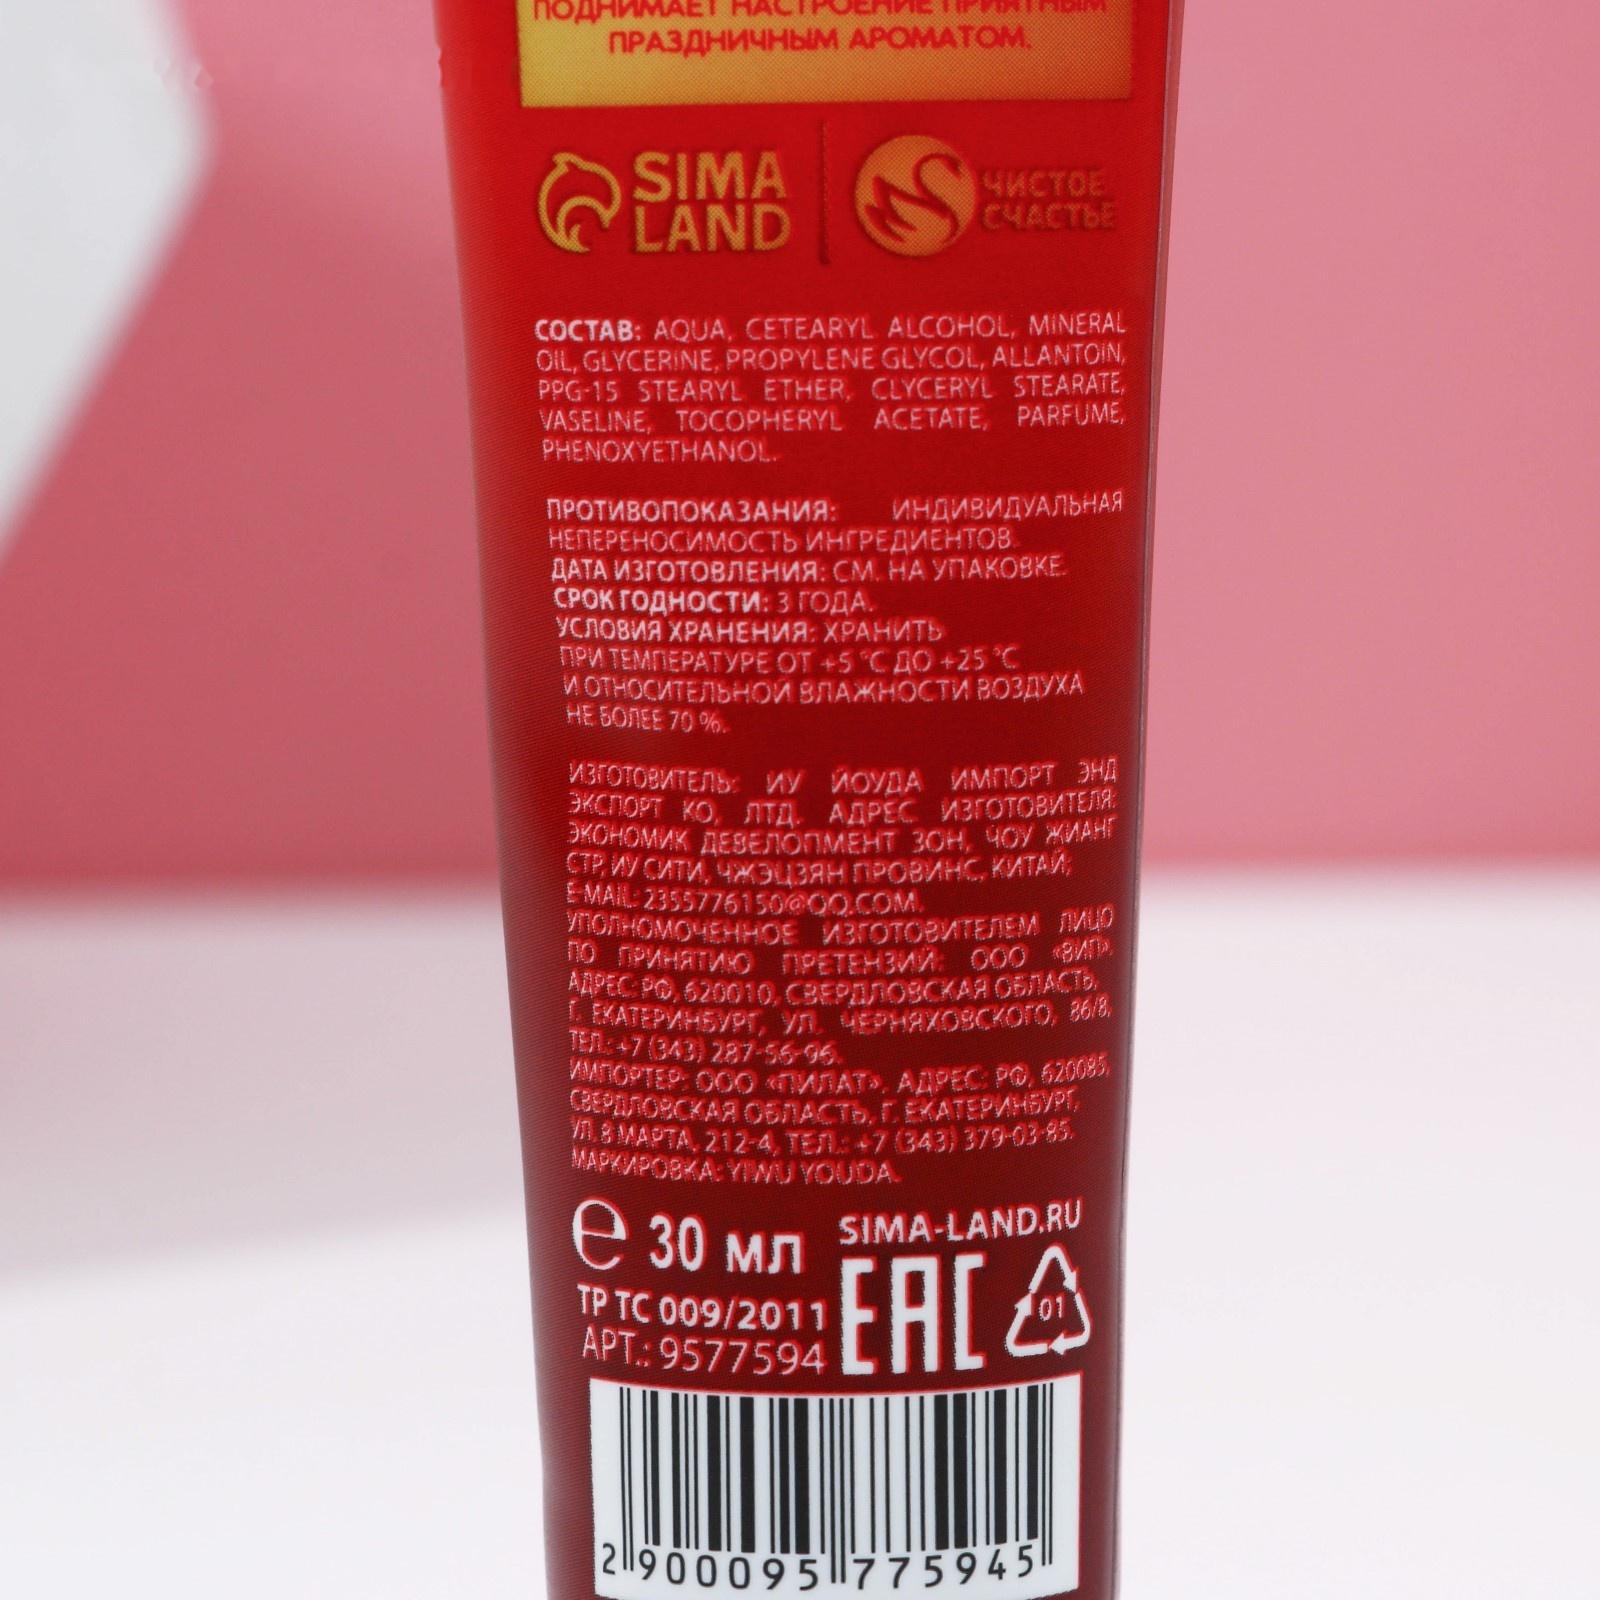 ПОДНИМАЕТ НАСТРОЕНИЕ ПРИЯТНЫМ
ПРАЗДНИЧНЫМ АРОМАТОМ.
SIMA
LAND
ЧИСТОЕ
СЧАСТЬЕ
СОСТАВ: AQUA, CETEARYL ALCOHOL, MINERAL
OIL, GLYCERINE, PROPYLENE GLYCOL, ALLANTOIN,
PPG-15 STEARYL ETHER, CLYCERYL STEARATE,
VASELINE, TOCOPHERYL ACETATE, PARFUME,
PHENOXYETHANOL.
ПРОТИВОПОКАЗАНИЯ: ИНДИВИДУАЛЬНАЯ
НЕПЕРЕНОСИМОСТЬ ИНГРЕДИЕНТОВ.
ДАТА ИЗГОТОВЛЕНИЯ: СМ. НА УПАКОВКЕ.
СРОК ГОДНОСТИ: 3 ГОДА.
УСЛОВИЯ ХРАНЕНИЯ: ХРАНИТЬ
ПРИ ТЕМПЕРАТУРЕ ОТ +5 °С ДО +25 °С
И ОТНОСИТЕЛЬНОЙ ВЛАЖНОСТИ ВОЗДУХА
НЕ БОЛЕЕ 70 %.
ИЗГОТОВИТЕЛЬ: ИУ ЙОУДА ИМПОРТ ЭНД
ЭКСПОРТ КО, ЛТД. АДРЕС ИЗГОТОВИТЕЛЯ:
ЭКОНОМИК ДЕВЕЛОПМЕНТ ЗОН, ЧОУ ЖИАНГ
СТР, ИУ СИТИ, ЧЖЭЦЗЯН ПРОВИНС, КИТАЙ;
E-MAIL: 2355776150@QQ.COM.
УПОЛНОМОЧЕННОЕ ИЗГОТОВИТЕЛЕМ ЛИЦО
ПО ПРИНЯТИЮ ПРЕТЕНЗИЙ: ООО «ВИП».
АДРЕС: РФ, 620010, СВЕРДЛОВСКАЯ ОБЛАСТЬ,
Г. ЕКАТЕРИНБУРГ, УЛ. ЧЕРНЯХОВСКОГО, 86/8,
ТЕЛ.: +7 (343) 287-56-96.
ИМПОРТЕР: ООО «ПИЛАТ», АДРЕС: РФ, 620085,
СВЕРДЛОВСКАЯ ОБЛАСТЬ, Г. ЕКАТЕРИНБУРГ,
УЛ. 8 МАРТА, 212-4, ТЕЛ.: +7 (343) 379-03-85.
МАРКИРОВКА: YIWU YOUDA.
℮ 30 мл
SIMA-LAND.RU
ТР ТС 009/2011
АРТ.: 9577594
EAC
01
2 900095 775945